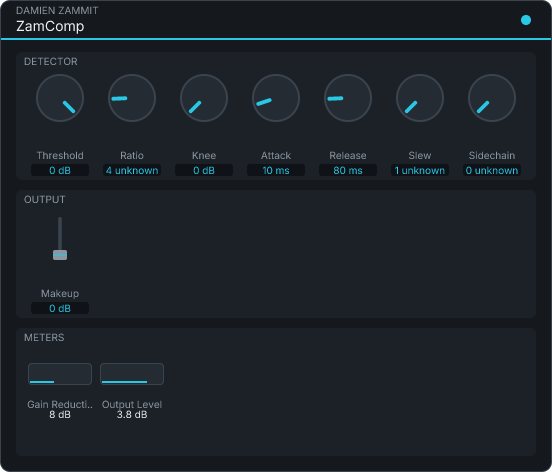 DAMIEN ZAMMIT
ZamComp
DETECTOR
Threshold Ratio Knee Attack Release Slew Sidechain
0 dB 4 unknown 0 dB 10 ms 80 ms 1 unknown 0 unknown
OUTPUT
Makeup
0 dB
METERS
Gain Reducti.. Output Level
8 dB 3.8 dB